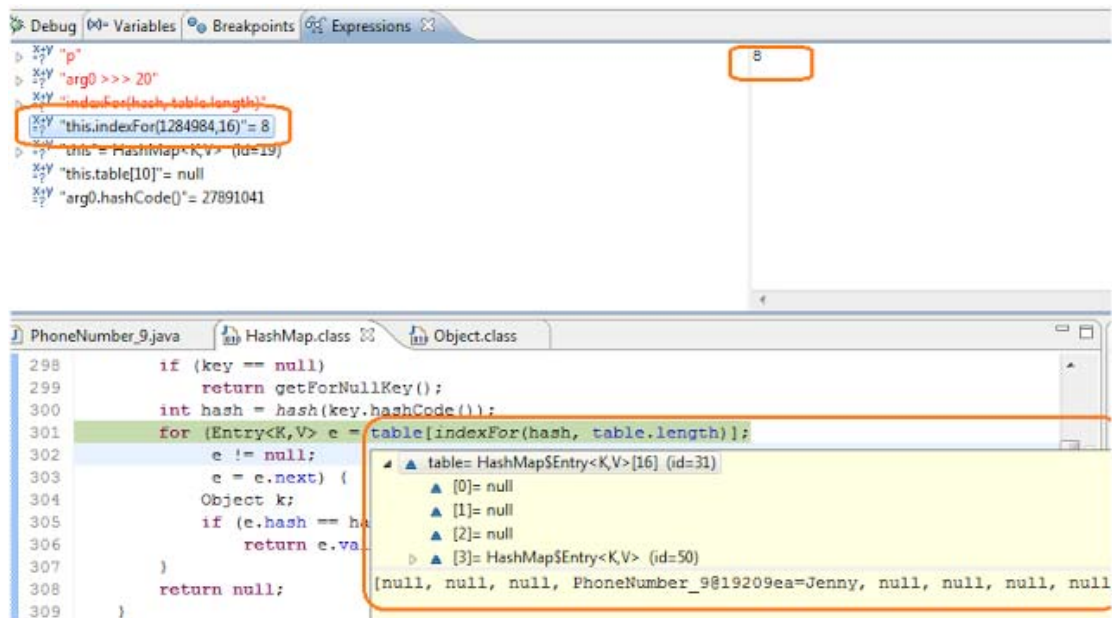 Debug (x)= Variables Breakpoints Expressions
"p"
"arg0 >>> 20"
"indexFor(hash, table.length)"
"this.indexFor(1284984,16)"= 8
"this"= HashMap<K,V> (id=19)
"this.table[10]"= null
"arg0.hashCode()"= 27891041
8
PhoneNumber_9.java HashMap.class Object.class
298 if (key == null)
299 return getForNullKey();
300 int hash = hash(key.hashCode());
301 for (Entry<K,V> e = table[indexFor(hash, table.length)];
302 e != null;
303 e = e.next) {
304 Object k;
305 if (e.hash == ha
306 return e.va
307 }
308 return null;
309 }
table= HashMap$Entry<K,V>[16] (id=31)
[0]= null
[1]= null
[2]= null
[3]= HashMap$Entry<K,V> (id=50)
[null, null, null, PhoneNumber_9@19209ea=Jenny, null, null, null, null